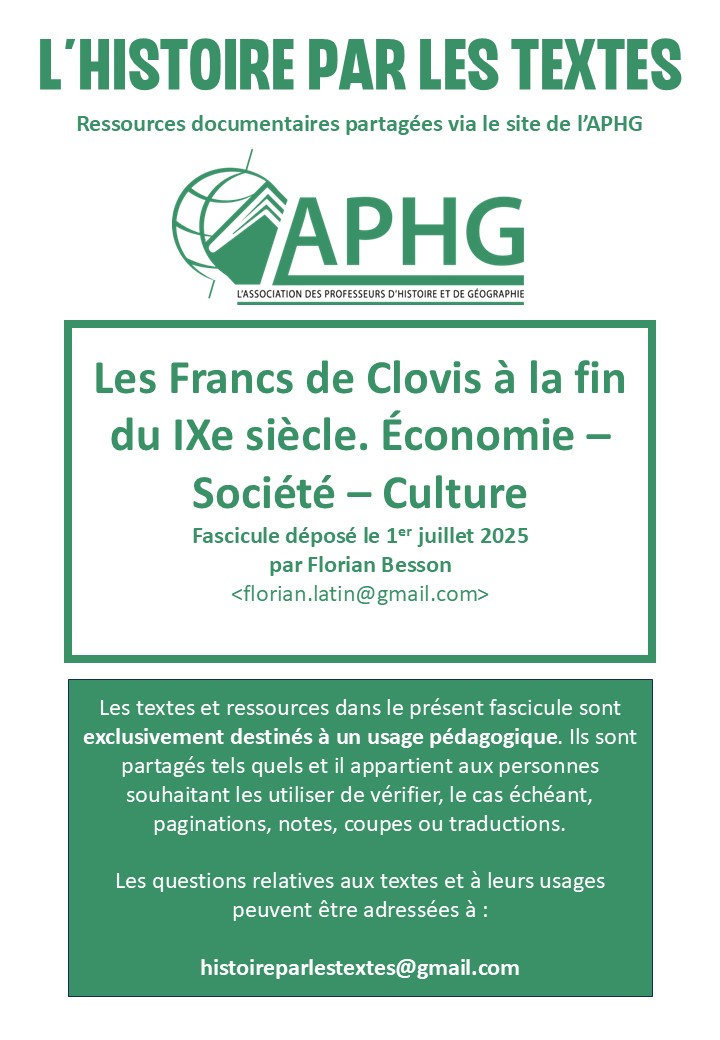 L'HISTOIRE PAR LES TEXTES
Ressources documentaires partagées via le site de l'APHG
APHG
L'ASSOCIATION DES PROFESSEURS D'HISTOIRE ET DE GÉOGRAPHIE
Les Francs de Clovis à la fin
du IXe siècle. Économie –
Société – Culture
Fascicule déposé le 1er juillet 2025
par Florian Besson
<florian.latin@gmail.com>
Les textes et ressources dans le présent fascicule sont
exclusivement destinés à un usage pédagogique. Ils sont
partagés tels quels et il appartient aux personnes
souhaitant les utiliser de vérifier, le cas échéant,
paginations, notes, coupes ou traductions.
Les questions relatives aux textes et à leurs usages
peuvent être adressées à :
histoireparlestextes@gmail.com